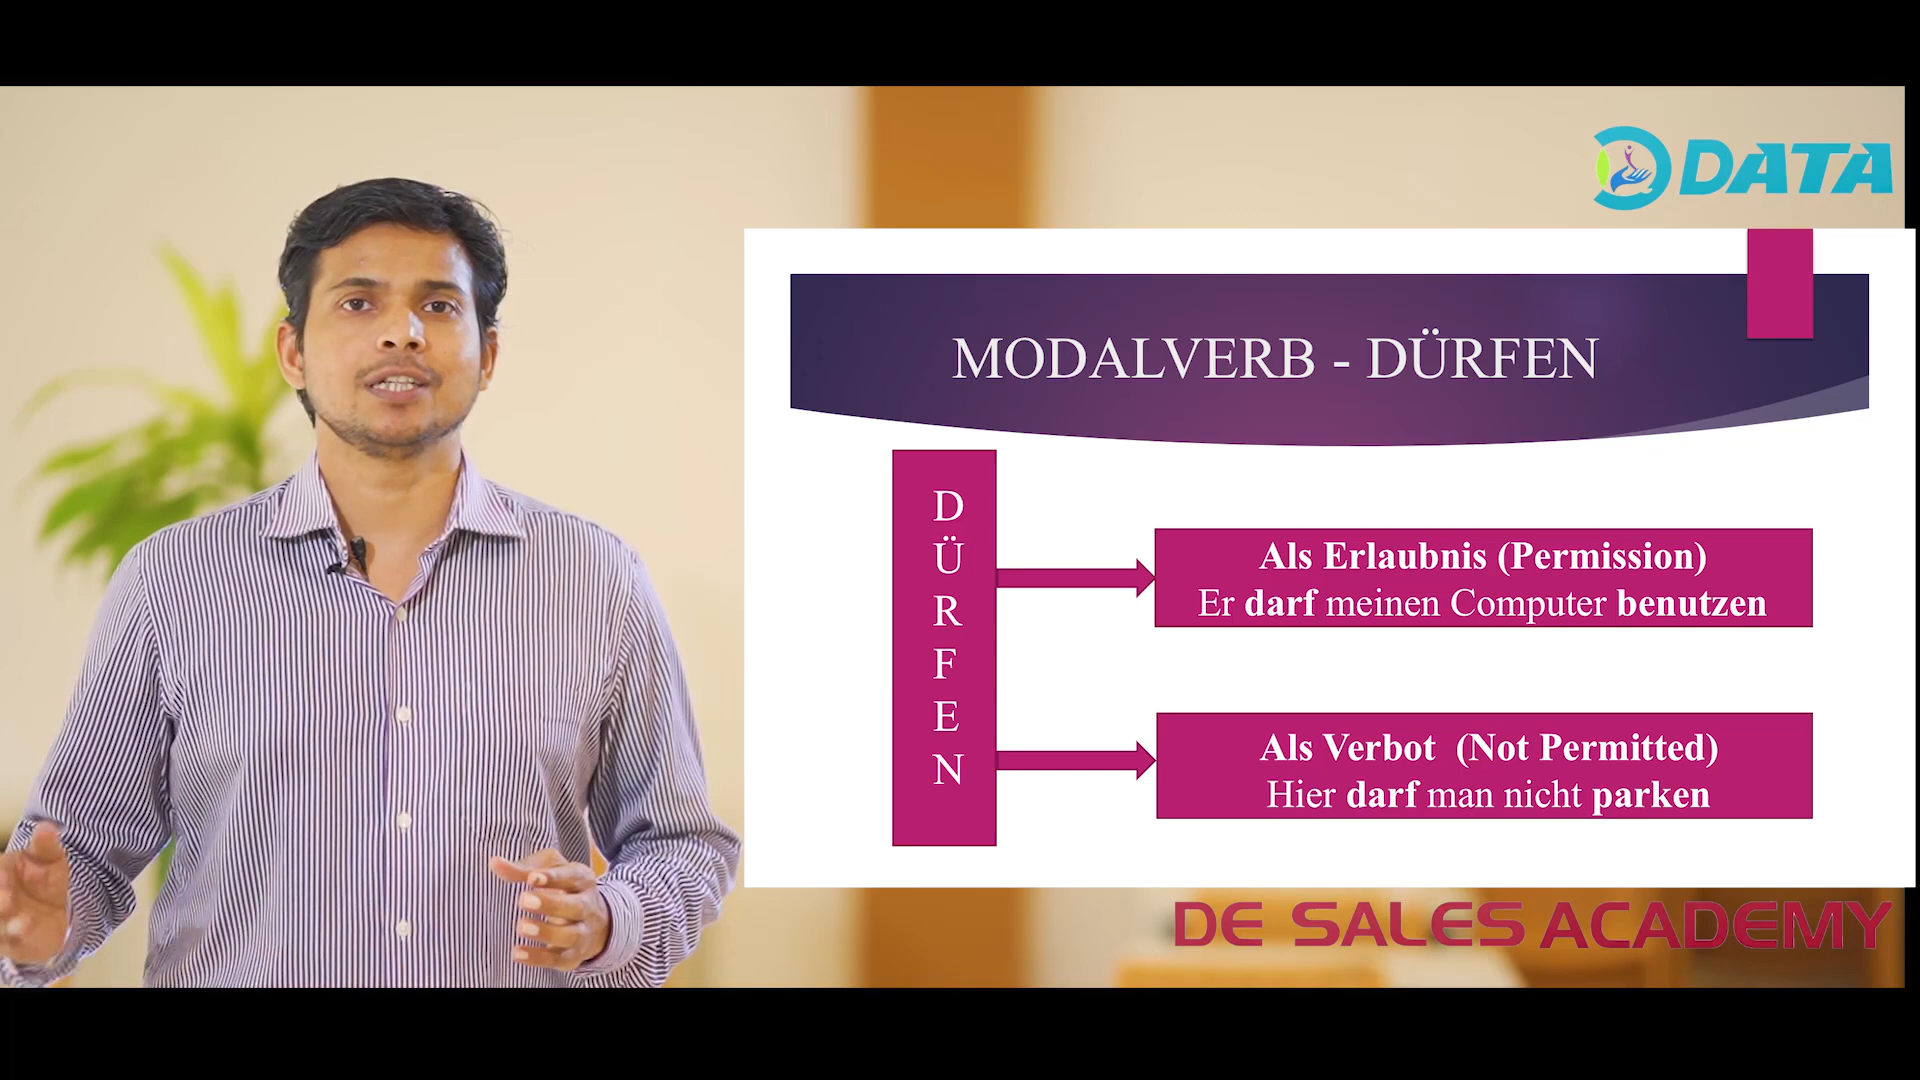 DATA
MODALVERB - DÜRFEN
D
Ü
R
F
E
N
Als Erlaubnis (Permission)
Er darf meinen Computer benutzen
Als Verbot (Not Permitted)
Hier darf man nicht parken
DE SALES ACADEMY